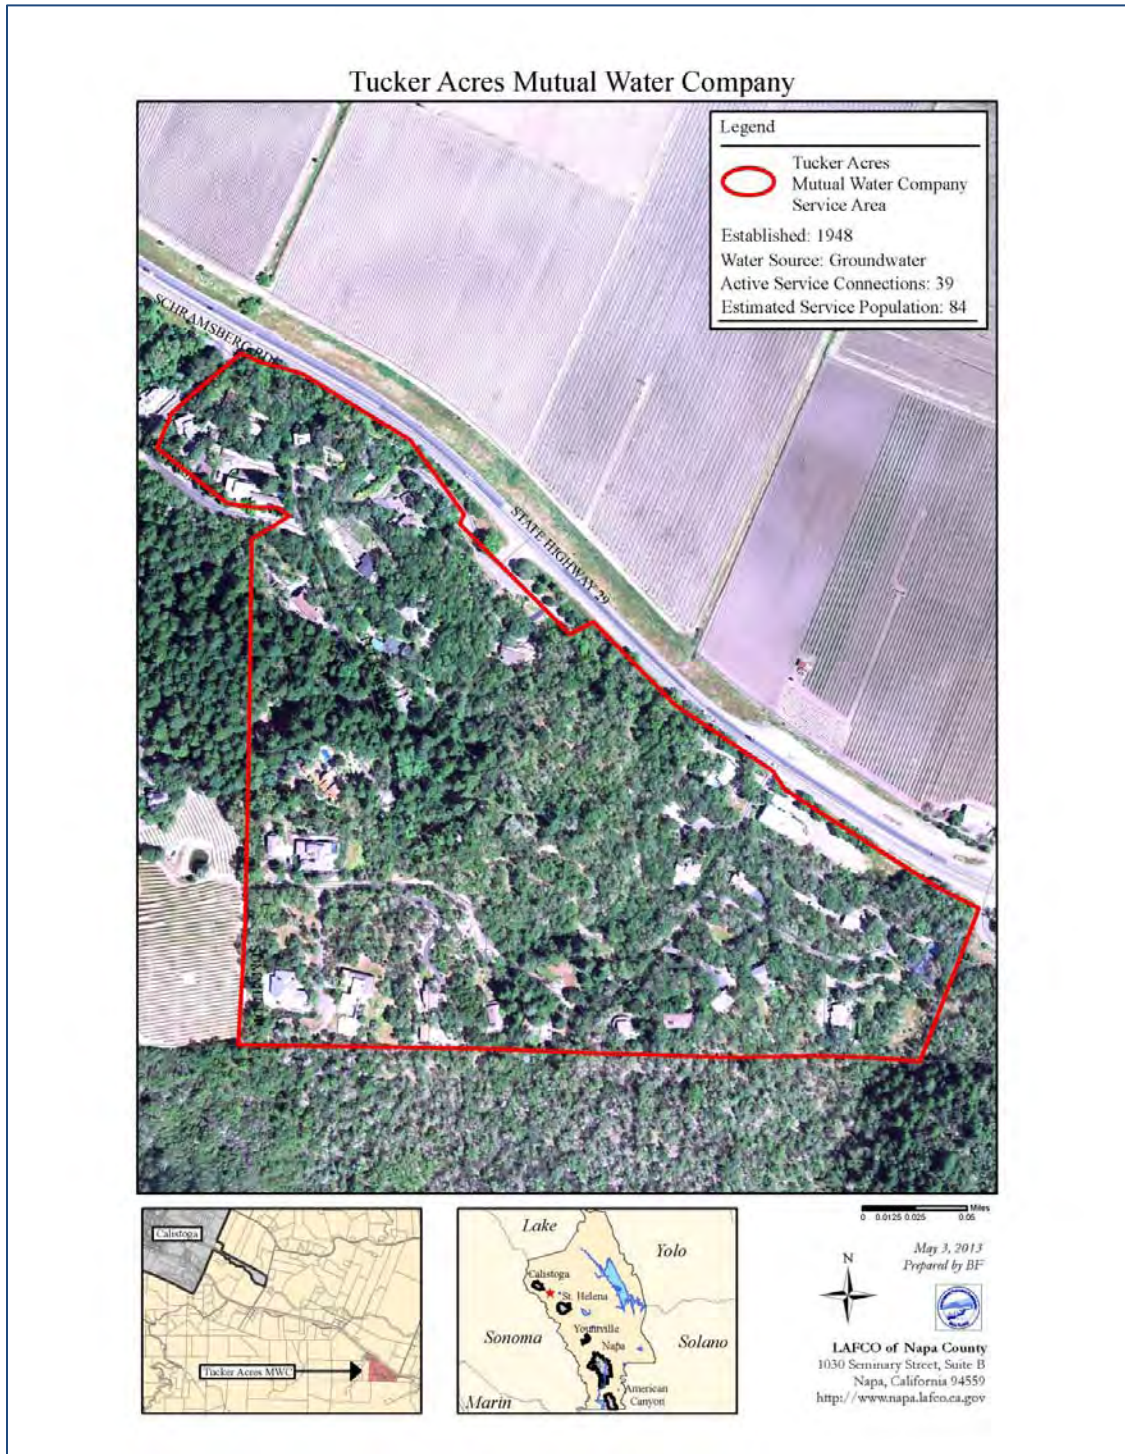 Tucker Acres Mutual Water Company
Legend
Tucker Acres
Mutual Water Company
Service Area
Established: 1948
Water Source: Groundwater
Active Service Connections: 39
Estimated Service Population: 84
SCHRAMSBERG RD
STATE HIGHWAY 29
Calistoga
Tucker Acres MWC
Lake
Yolo
Calistoga
St. Helena
Yountville
Sonoma
Napa
Solano
American
Canyon
Marin
Miles
0 0.0125 0.025 0.05
N
May 3, 2013
Prepared by BF
LAFCO of Napa County
1030 Seminary Street, Suite B
Napa, California 94559
http://www.napa.lafco.ca.gov